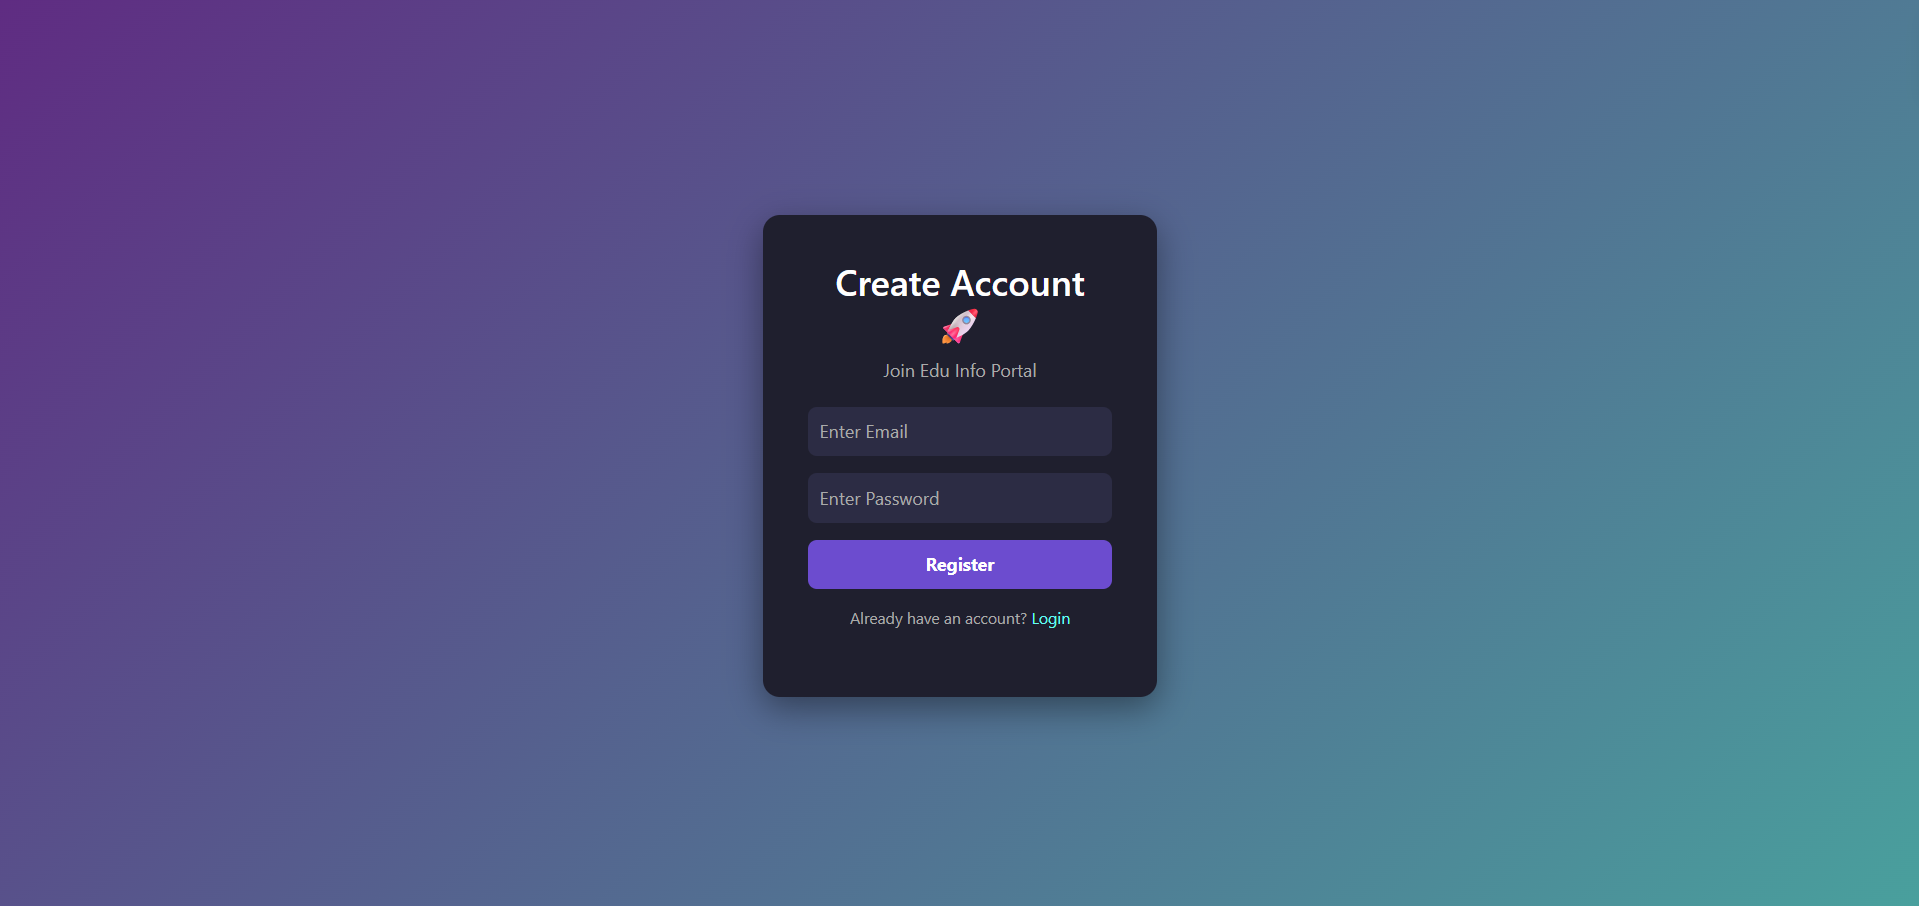 Create Account
🚀
Join Edu Info Portal
Enter Email
Enter Password
Register
Already have an account? Login